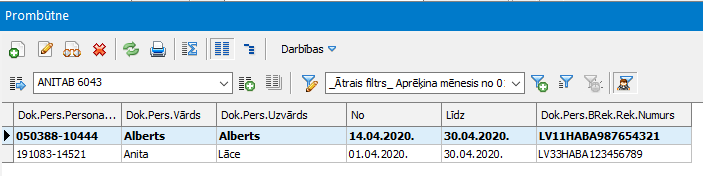 Prombūtne
Darbības
ANITAB 6043 _Ātrais filtrs_ Aprēķina mēnesis no 01
Dok.Pers.Persona... Dok.Pers.Vārds Dok.Pers.Uzvārds No Līdz Dok.Pers.BRek.Rek.Numurs
050388-10444 Alberts Alberts 14.04.2020. 30.04.2020. LV11HABA987654321
191083-14521 Anita Lāce 01.04.2020. 30.04.2020. LV33HABA123456789